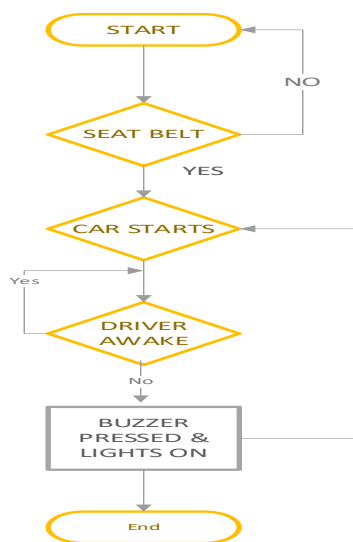 START
NO
SEAT BELT
YES
CAR STARTS
Yes
DRIVER
AWAKE
No
BUZZER
PRESSED &
LIGHTS ON
End